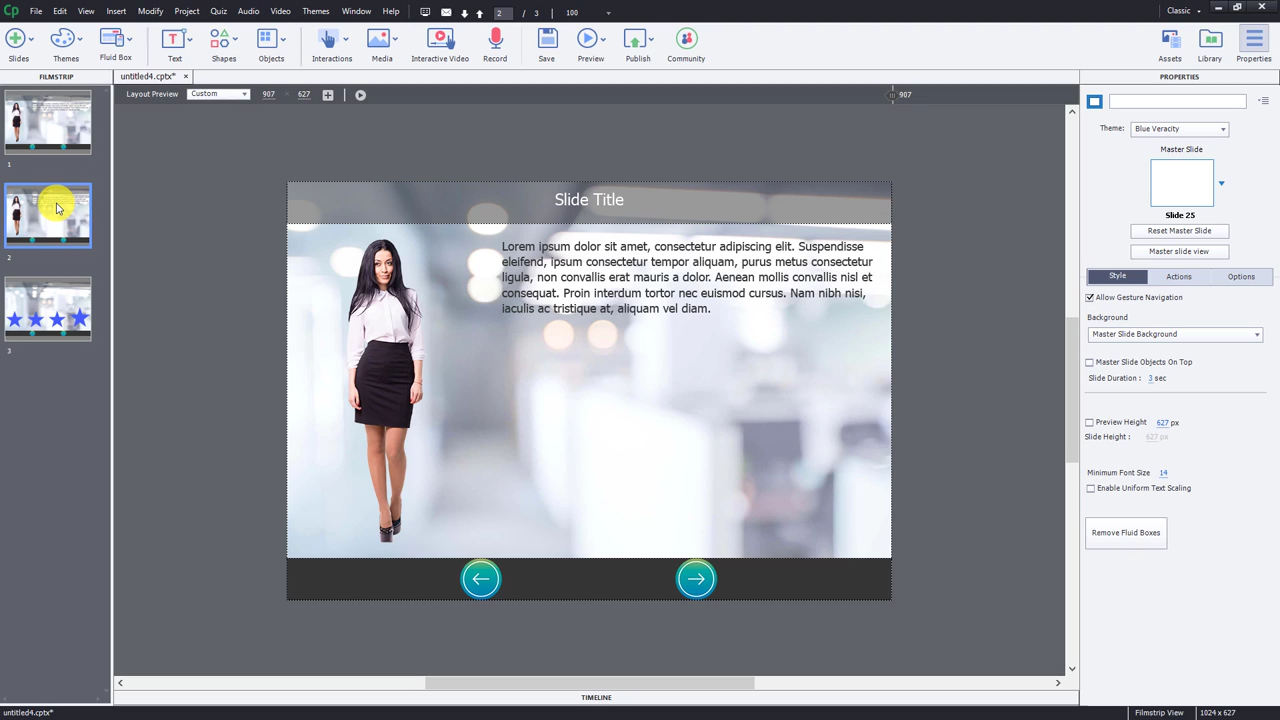 Cp File Edit View Insert Modify Project Quiz Audio Video Themes Window Help 2 / 3 100 Classic
Slides Themes Fluid Box Text Shapes Objects Interactions Media Interactive Video Record Save Preview Publish Community Assets Library Properties
FILMSTRIP untitled4.cptx* × PROPERTIES
Layout Preview Custom 907 627 907
Theme: Blue Veracity
Master Slide
Slide 25
Reset Master Slide
Master slide view
Style Actions Options
Allow Gesture Navigation
Background
Master Slide Background
Master Slide Objects On Top
Slide Duration : 3 sec
Preview Height 627 px
Slide Height : 627 px
Minimum Font Size 14
Enable Uniform Text Scaling
Remove Fluid Boxes
1
2
3
Slide Title
Lorem ipsum dolor sit amet, consectetur adipiscing elit. Suspendisse
eleifend, ipsum consectetur tempor aliquam, purus metus consectetur
ligula, non convallis erat mauris a dolor. Aenean mollis convallis nisl et
consequat. Proin interdum tortor nec euismod cursus. Nam nibh nisi,
iaculis ac tristique at, aliquam vel diam.
TIMELINE
untitled4.cptx* Filmstrip View 1024 x 627